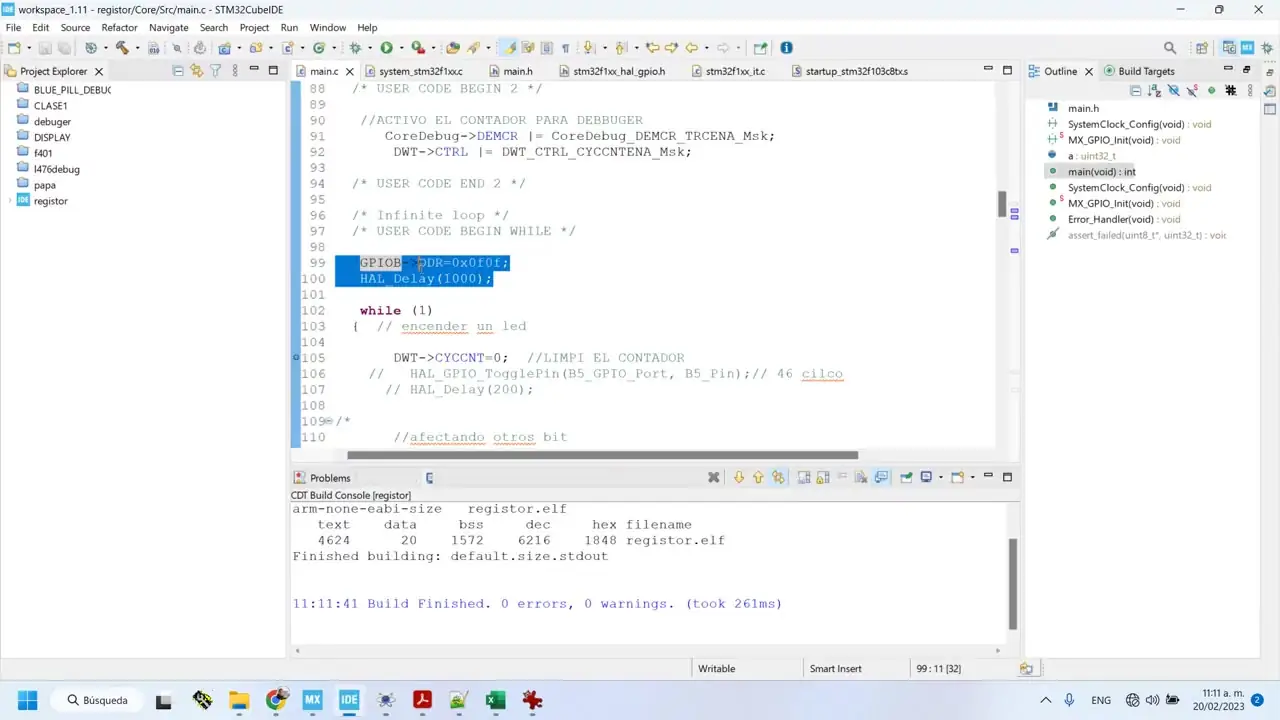 workspace_1.11 - registor/Core/Src/main.c - STM32CubeIDE
File Edit Source Refactor Navigate Search Project Run Window Help
Project Explorer
main.c
system_stm32f1xx.c
main.h
stm32f1xx_hal_gpio.h
stm32f1xx_it.c
startup_stm32f103c8tx.s
Outline
Build Targets
BLUE_PILL_DEBUG
CLASE1
debuger
DISPLAY
f401
f476debug
papa
registor
88 /* USER CODE BEGIN 2 */
89
90 //ACTIVO EL CONTADOR PARA DEBBUGER
91 CoreDebug->DEMCR |= CoreDebug_DEMCR_TRCENA_Msk;
92 DWT->CTRL |= DWT_CTRL_CYCCNTENA_Msk;
93
94 /* USER CODE END 2 */
95
96 /* Infinite loop */
97 /* USER CODE BEGIN WHILE */
98
99 GPIOB->ODR=0x0f0f;
100 HAL_Delay(1000);
101
102 while (1)
103 { // encender un led
104
105 DWT->CYCCNT=0; //LIMPI EL CONTADOR
106 // HAL_GPIO_TogglePin(B5_GPIO_Port, B5_Pin);// 46 cilco
107 // HAL_Delay(200);
108
109 /*
110 //afectando otros bit
main.h
SystemClock_Config(void) : void
MX_GPIO_Init(void) : void
a : uint32_t
main(void) : int
SystemClock_Config(void) : void
MX_GPIO_Init(void) : void
Error_Handler(void) : void
assert_failed(uint8_t*, uint32_t) : voic
Problems
CDT Build Console [registor]
arm-none-eabi-size registor.elf
text data bss dec hex filename
4624 20 1572 6216 1848 registor.elf
Finished building: default.size.stdout
11:11:41 Build Finished. 0 errors, 0 warnings. (took 261ms)
Writable
Smart Insert
99 : 11 [32]
Búsqueda
MX
IDE
ENG
11:11 a. m.
20/02/2023
2